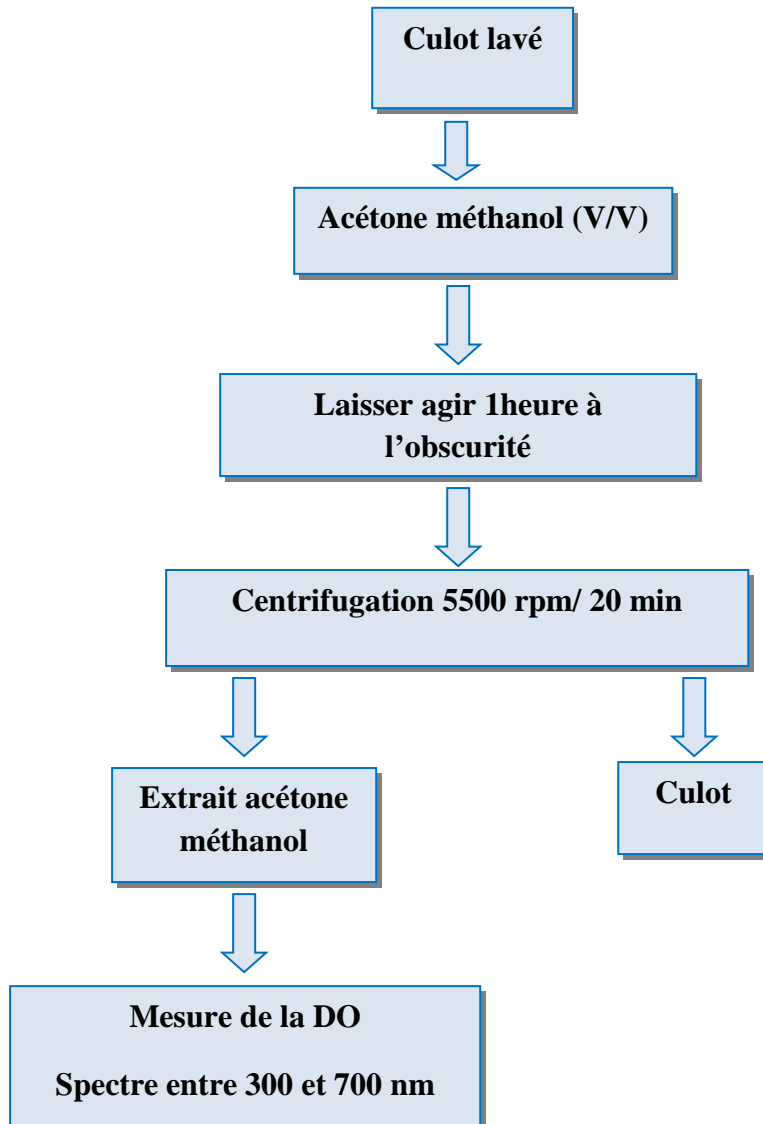 Culot lavé
Acétone méthanol (V/V)
Laisser agir 1heure à
l’obscurité
Centrifugation 5500 rpm/ 20 min
Extrait acétone
méthanol
Culot
Mesure de la DO
Spectre entre 300 et 700 nm